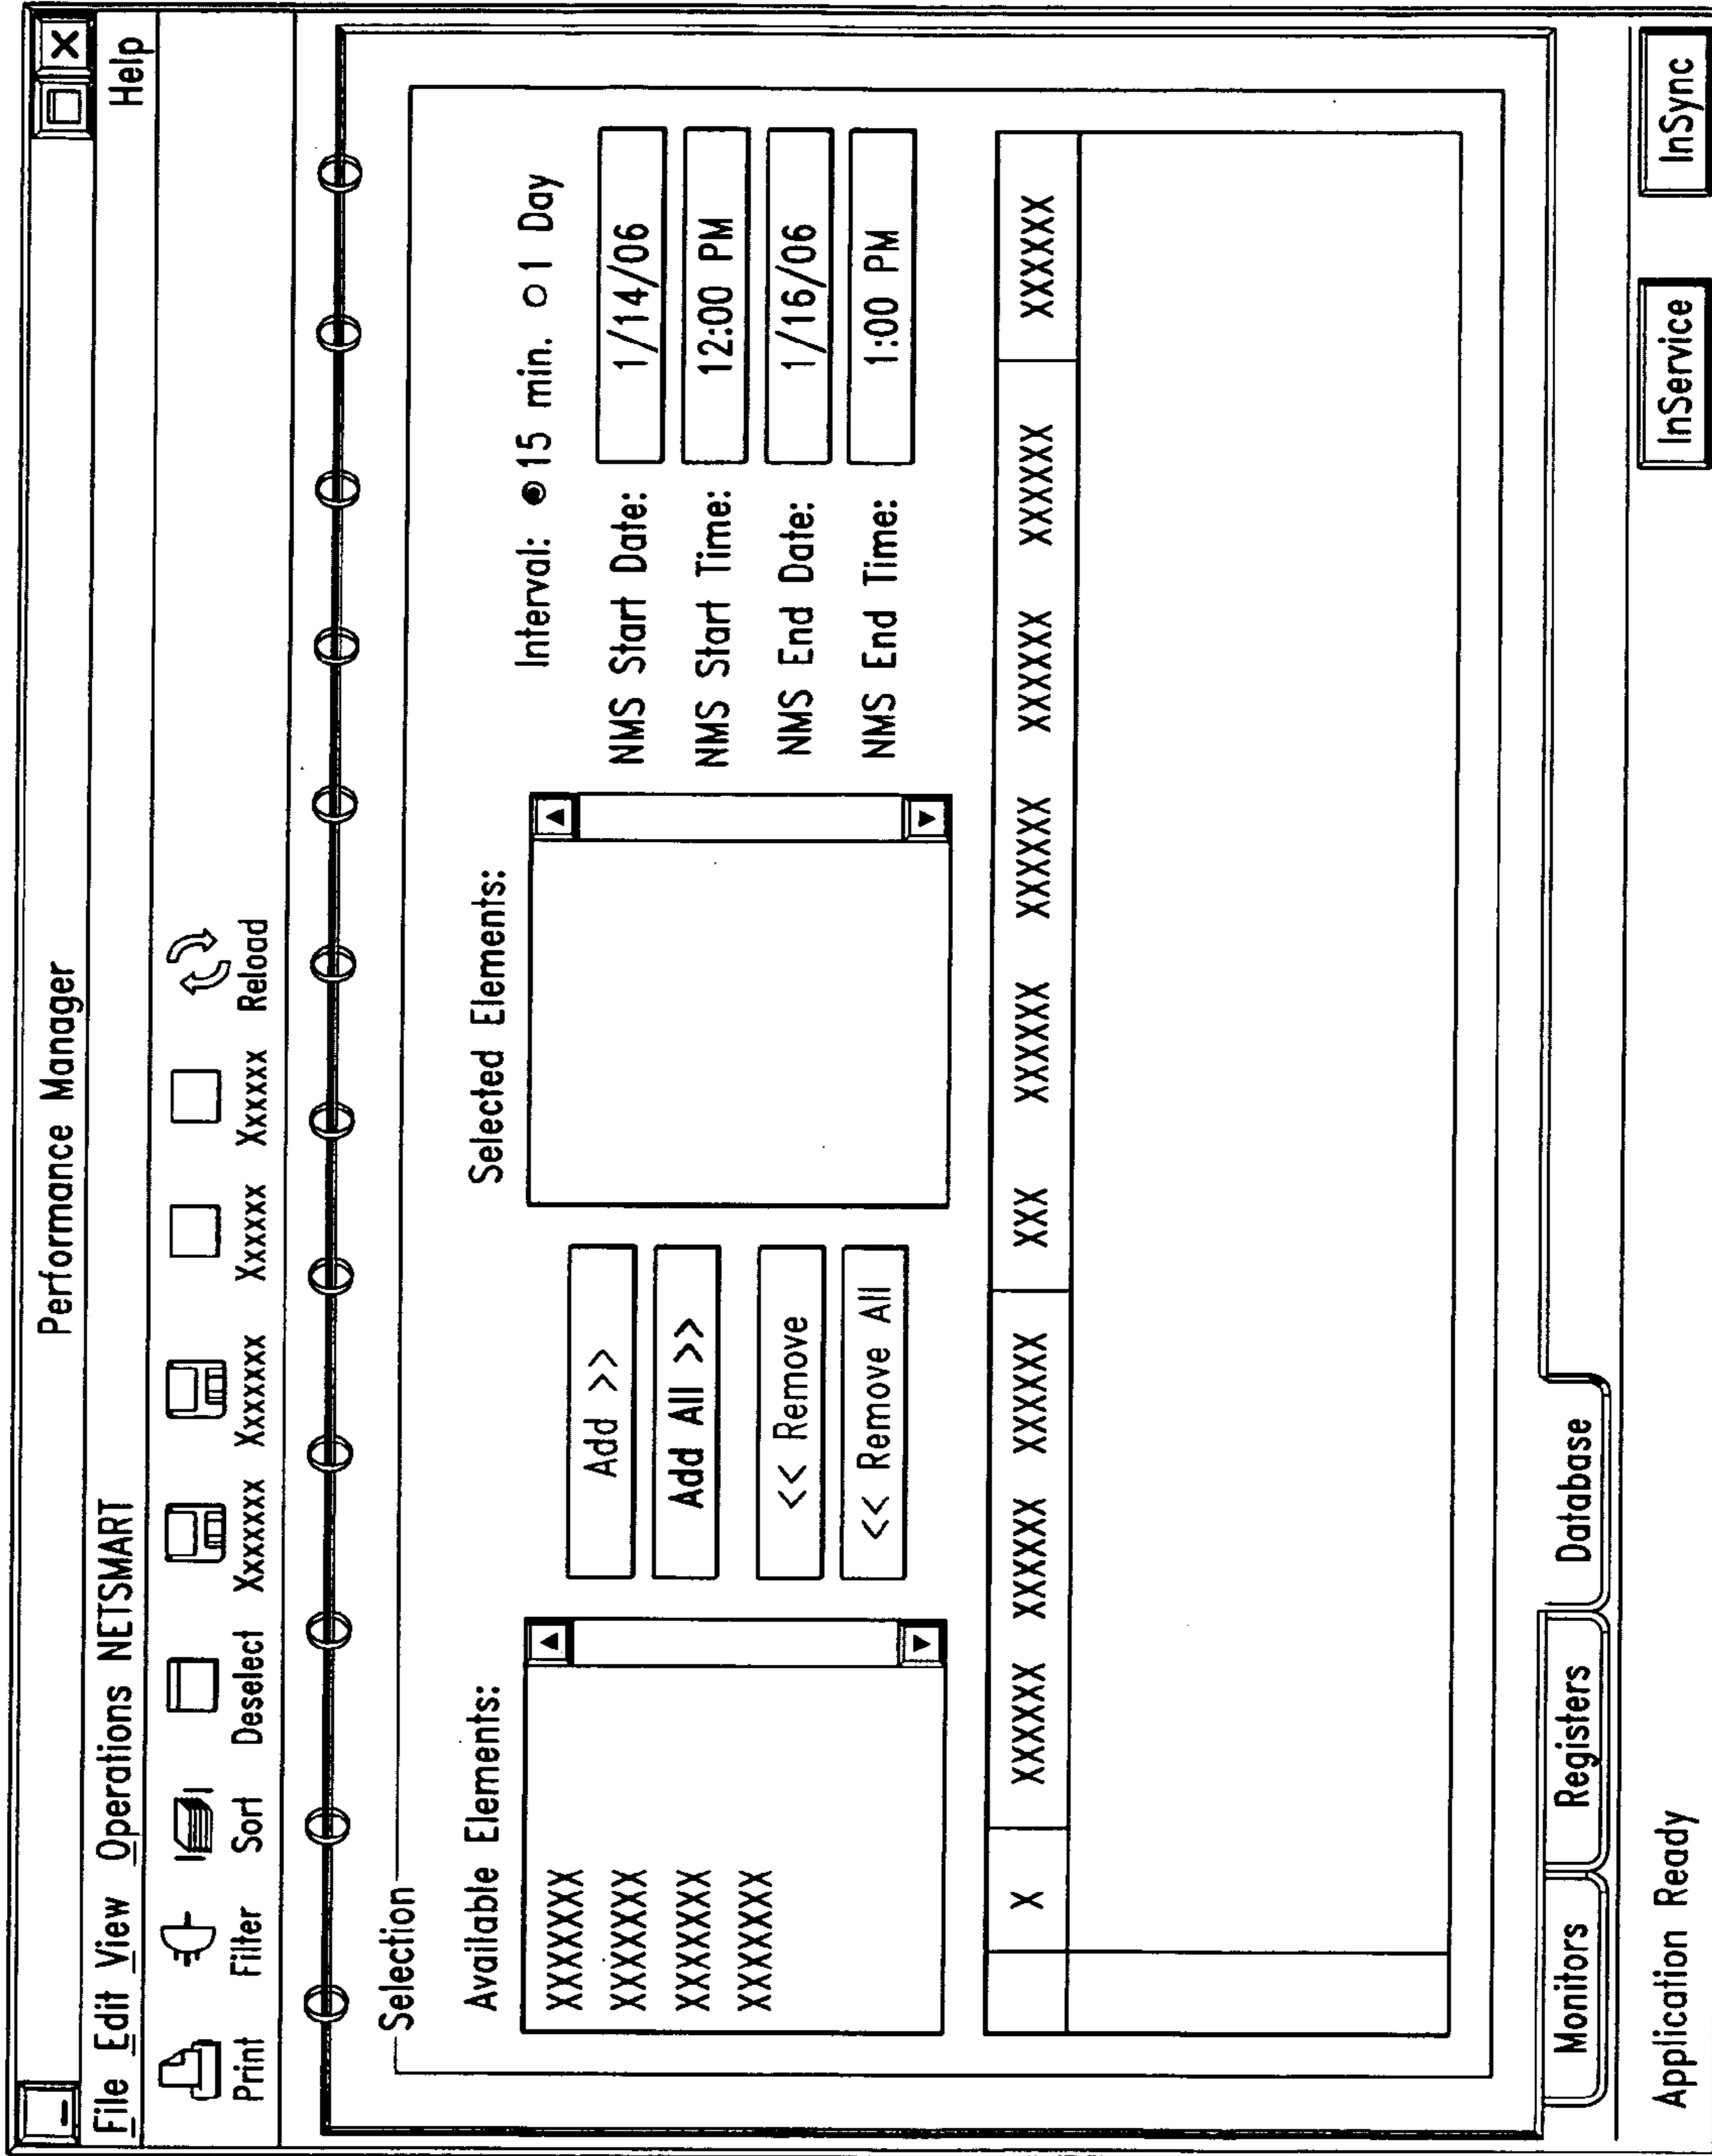 Performance Manager
X
File Edit View Operations NETSMART Help
Print Filter Sort Deselect Xxxxxx Xxxxxx Xxxxx Xxxxx Reload
Selection
Available Elements:
XXXXXXX
XXXXXXX
XXXXXXX
XXXXXXX
Add >>
Add All >>
<< Remove
<< Remove All
Selected Elements:
Interval: 15 min. 1 Day
NMS Start Date: 1/14/06
NMS Start Time: 12:00 PM
NMS End Date: 1/16/06
NMS End Time: 1:00 PM
X XXXXXX XXXXXX XXXXXX XXX XXXXXX XXXXXX XXXXXX XXXXXX XXXXXX
Monitors Registers Database
Application Ready InService InSync